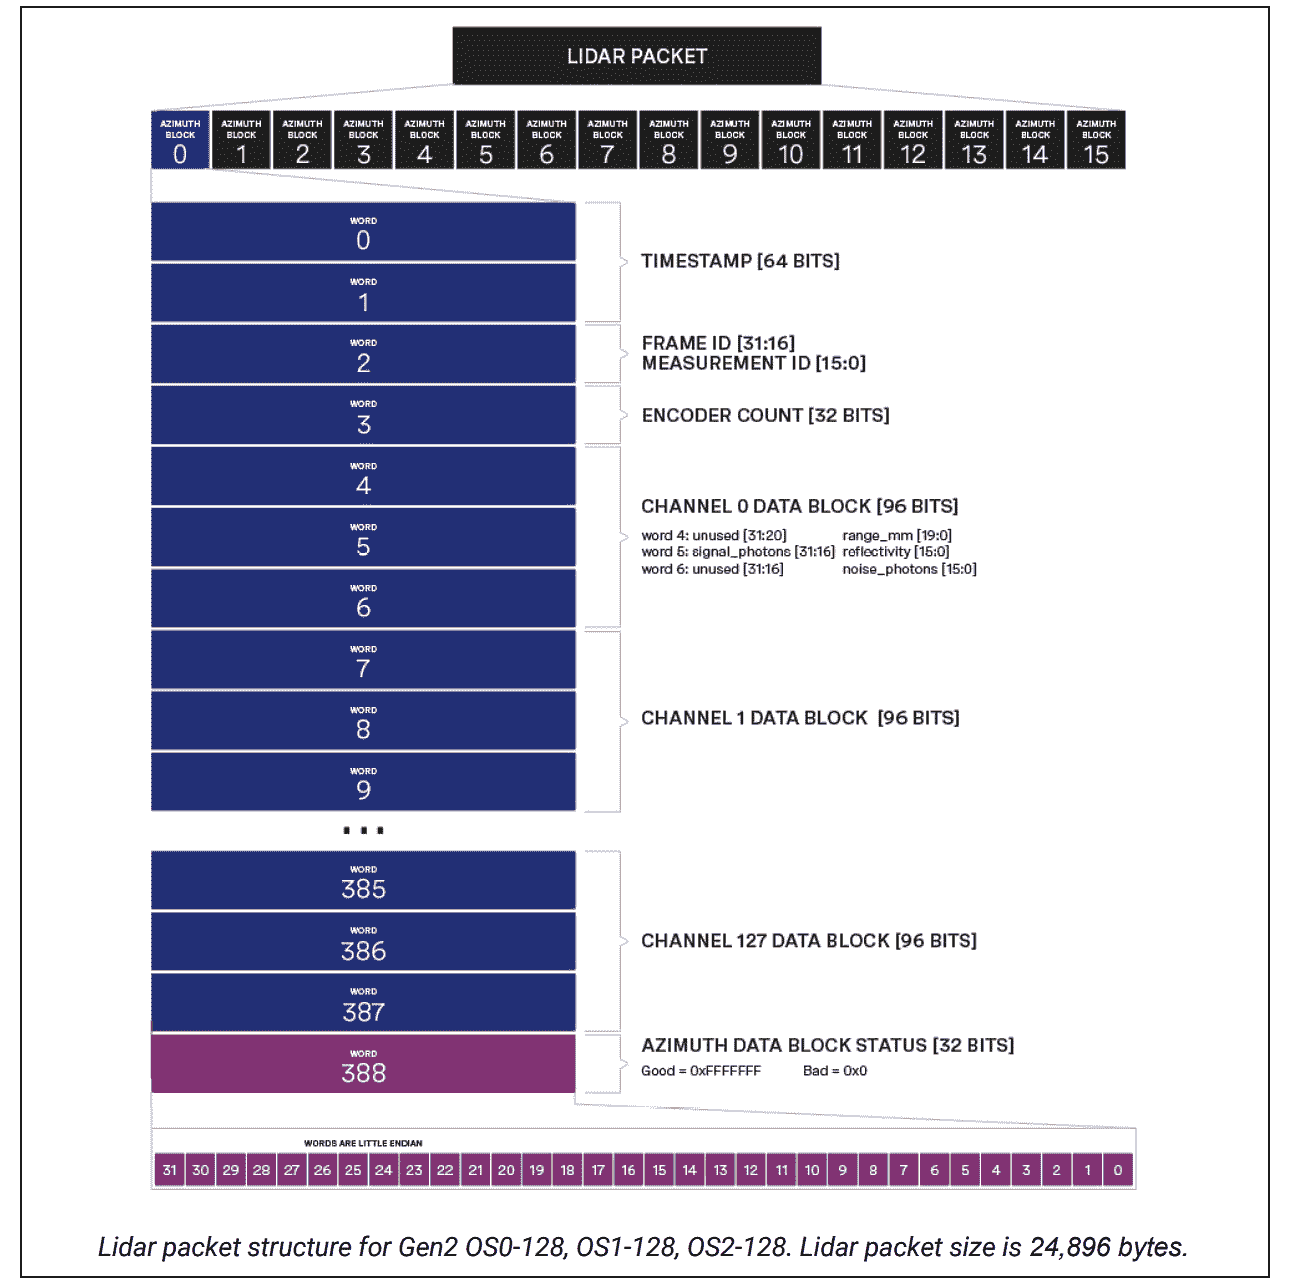 LIDAR PACKET
AZIMUTH BLOCK 0
AZIMUTH BLOCK 1
AZIMUTH BLOCK 2
AZIMUTH BLOCK 3
AZIMUTH BLOCK 4
AZIMUTH BLOCK 5
AZIMUTH BLOCK 6
AZIMUTH BLOCK 7
AZIMUTH BLOCK 8
AZIMUTH BLOCK 9
AZIMUTH BLOCK 10
AZIMUTH BLOCK 11
AZIMUTH BLOCK 12
AZIMUTH BLOCK 13
AZIMUTH BLOCK 14
AZIMUTH BLOCK 15
WORD
0
WORD
1
TIMESTAMP [64 BITS]
WORD
2
FRAME ID [31:16]
MEASUREMENT ID [15:0]
WORD
3
ENCODER COUNT [32 BITS]
WORD
4
WORD
5
WORD
6
CHANNEL 0 DATA BLOCK [96 BITS]
word 4: unused [31:20] range_mm [19:0]
word 5: signal_photons [31:16] reflectivity [15:0]
word 6: unused [31:16] noise_photons [15:0]
WORD
7
WORD
8
WORD
9
CHANNEL 1 DATA BLOCK [96 BITS]
...
WORD
385
WORD
386
WORD
387
CHANNEL 127 DATA BLOCK [96 BITS]
WORD
388
AZIMUTH DATA BLOCK STATUS [32 BITS]
Good = 0xFFFFFFF Bad = 0x0
WORDS ARE LITTLE ENDIAN
31 30 29 28 27 26 25 24 23 22 21 20 19 18 17 16 15 14 13 12 11 10 9 8 7 6 5 4 3 2 1 0
Lidar packet structure for Gen2 OS0-128, OS1-128, OS2-128. Lidar packet size is 24,896 bytes.